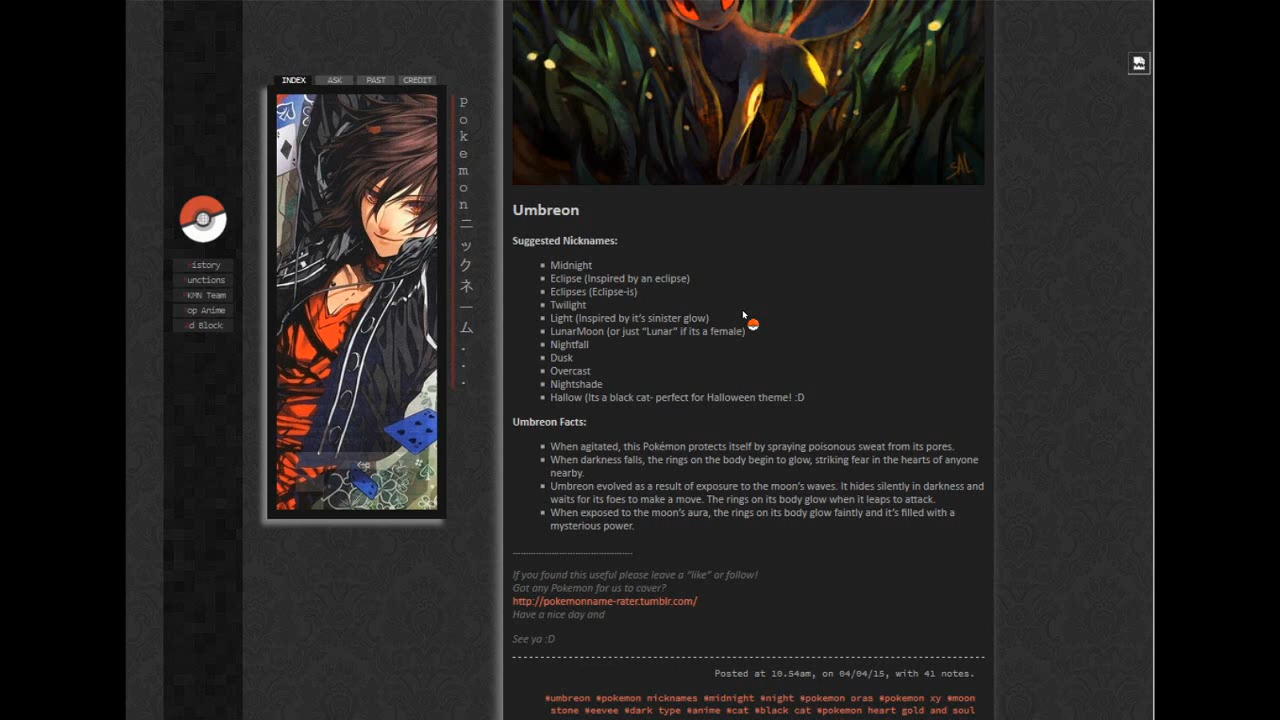 INDEX ASK PAST CREDIT
pokemonニックネーム...
istory
unctions
KMN Team
op Anime
d Block
SAL
Umbreon
Suggested Nicknames:
Midnight
Eclipse (Inspired by an eclipse)
Eclipses (Eclipse-is)
Twilight
Light (Inspired by it's sinister glow)
LunarMoon (or just “Lunar” if its a female)
Nightfall
Dusk
Overcast
Nightshade
Hallow (Its a black cat- perfect for Halloween theme! :D
Umbreon Facts:
When agitated, this Pokémon protects itself by spraying poisonous sweat from its pores.
When darkness falls, the rings on the body begin to glow, striking fear in the hearts of anyone
nearby.
Umbreon evolved as a result of exposure to the moon's waves. It hides silently in darkness and
waits for its foes to make a move. The rings on its body glow when it leaps to attack.
When exposed to the moon's aura, the rings on its body glow faintly and it's filled with a
mysterious power.
If you found this useful please leave a “like” or follow!
Got any Pokemon for us to cover?
http://pokemonname-rater.tumblr.com/
Have a nice day and
See ya :D
Posted at 10.54am, on 04/04/15, with 41 notes.
#umbreon #pokemon nicknames #midnight #night #pokemon oras #pokemon xy #moon
stone #eevee #dark type #anime #cat #black cat #pokemon heart gold and soul